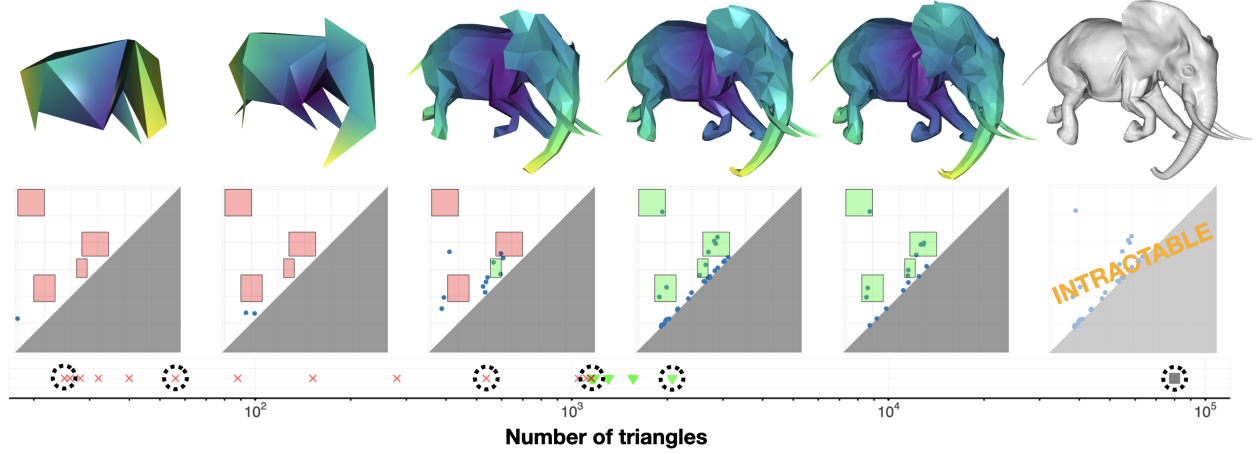 INTRACTABLE
10²
10³
10⁴
10⁵
Number of triangles